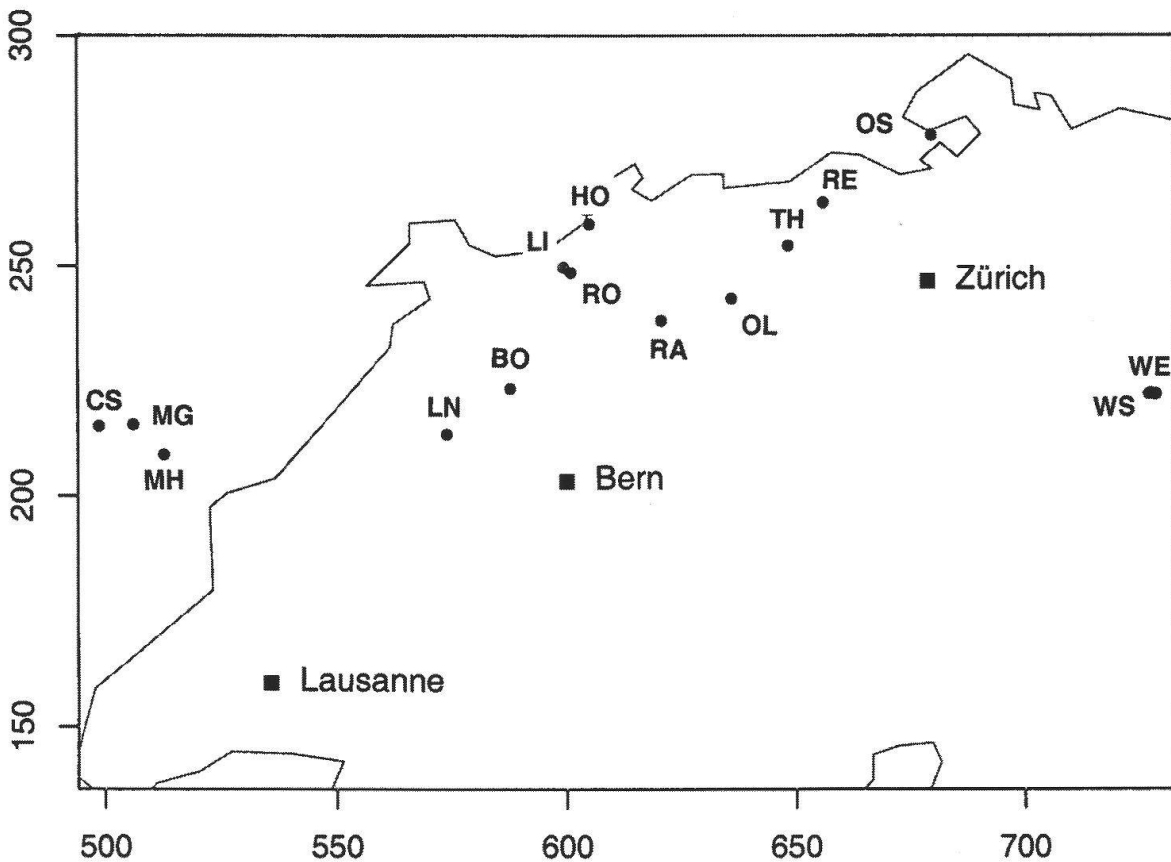 300
OS
RE
HO
TH
LI
250
Zürich
RO
OL
RA
BO
WE
CS
LN
WS
MG
MH
Bern
200
Lausanne
150
500 550 600 650 700